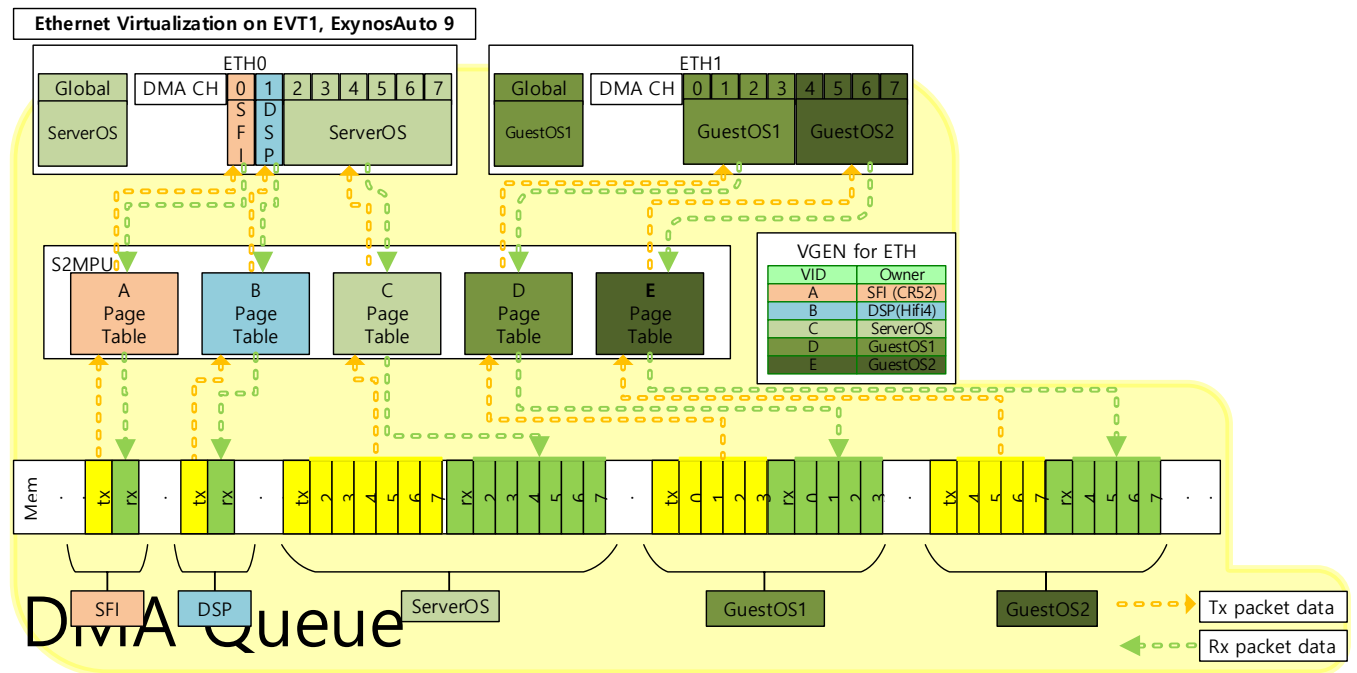 Ethernet Virtualization on EVT1, ExynosAuto 9
ETH0
Global
DMA CH
0 1 2 3 4 5 6 7
ServerOS
SFI
DSP
ServerOS
ETH1
Global
DMA CH
0 1 2 3 4 5 6 7
GuestOS1
GuestOS1
GuestOS2
S2MPU
A
Page
Table
B
Page
Table
C
Page
Table
D
Page
Table
E
Page
Table
VGEN for ETH
VID Owner
A SFI (CR52)
B DSP(Hifi4)
C ServerOS
D GuestOS1
E GuestOS2
Mem . . tx rx . tx rx . . tx 2 3 4 5 6 7 rx 2 3 4 5 6 7 . tx 0 1 2 3 rx 0 1 2 3 . tx 4 5 6 7 rx 4 5 6 7 . .
SFI
DSP
ServerOS
GuestOS1
GuestOS2
DMA Queue
Tx packet data
Rx packet data